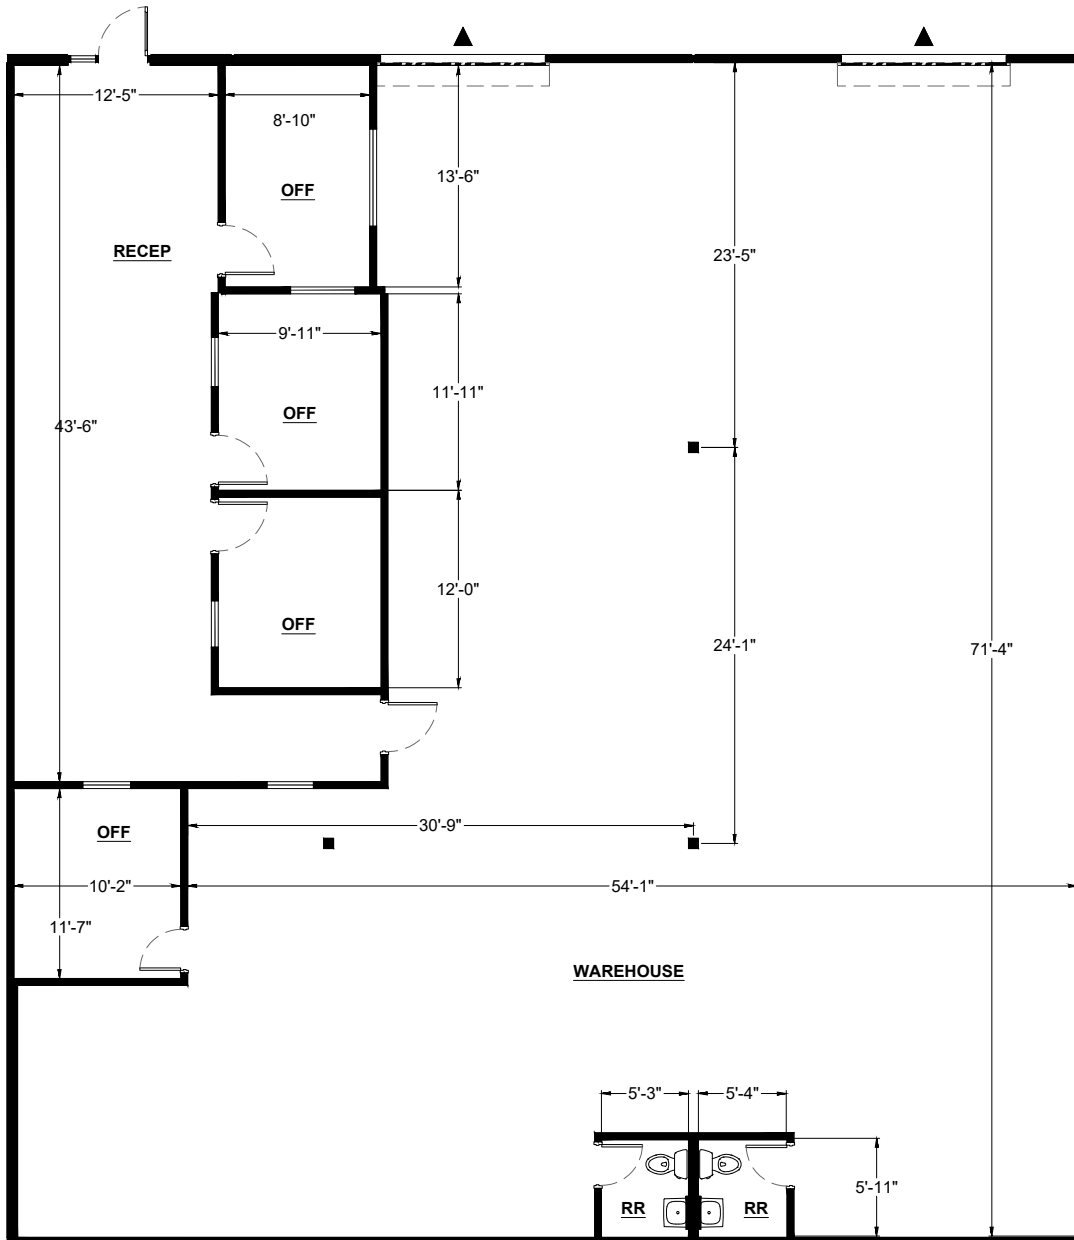 12'-5"
8'-10"
13'-6"
OFF
RECEP
23'-5"
9'-11"
11'-11"
OFF
43'-6"
12'-0"
OFF
24'-1"
71'-4"
30'-9"
OFF
10'-2"
54'-1"
11'-7"
WAREHOUSE
5'-3"
5'-4"
5'-11"
RR
RR